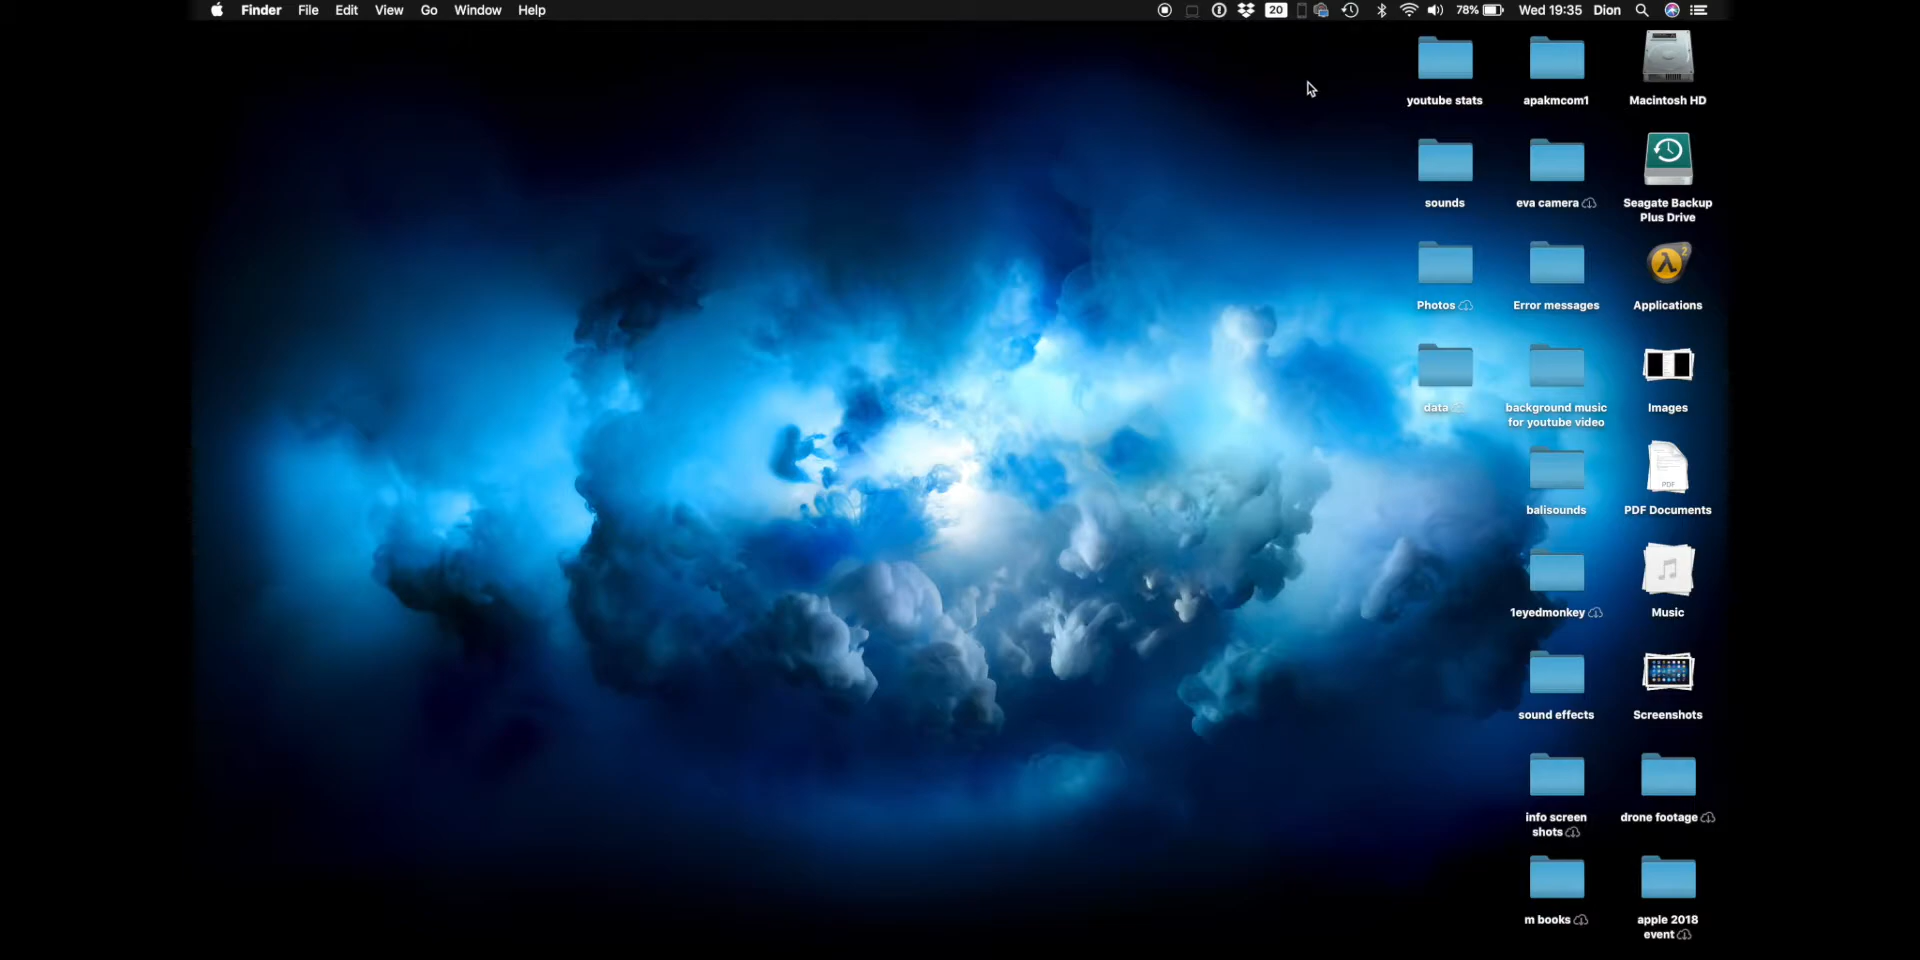 Finder File Edit View Go Window Help
20 78% Wed 19:35 Dion
youtube stats
apakmcom1
Macintosh HD
sounds
eva camera
Seagate Backup
Plus Drive
2
Photos
Error messages
Applications
data
background music
for youtube video
Images
balisounds
PDF
PDF Documents
1eyedmonkey
Music
sound effects
Screenshots
info screen
shots
drone footage
m books
apple 2018
event